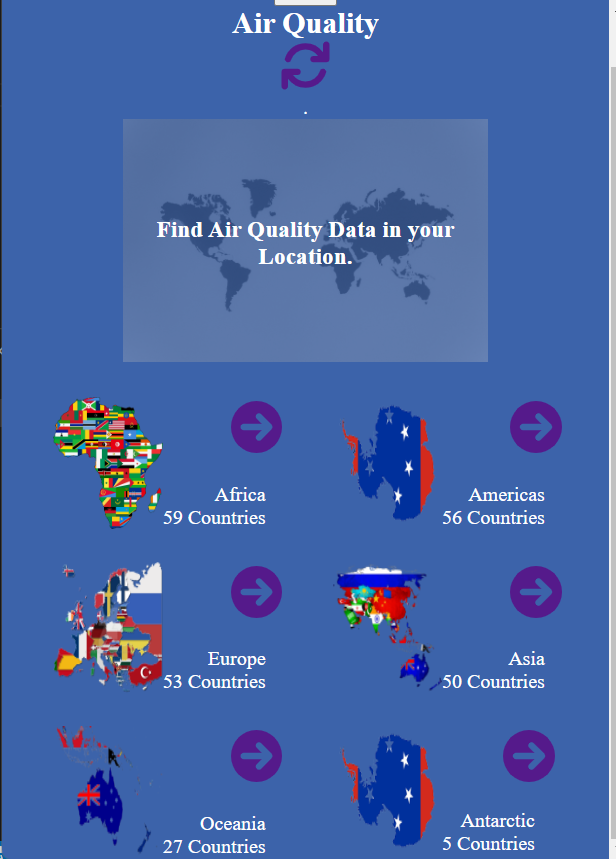 Air Quality
.
Find Air Quality Data in your
Location.
Africa
59 Countries
Americas
56 Countries
Europe
53 Countries
Asia
50 Countries
Oceania
27 Countries
Antarctic
5 Countries